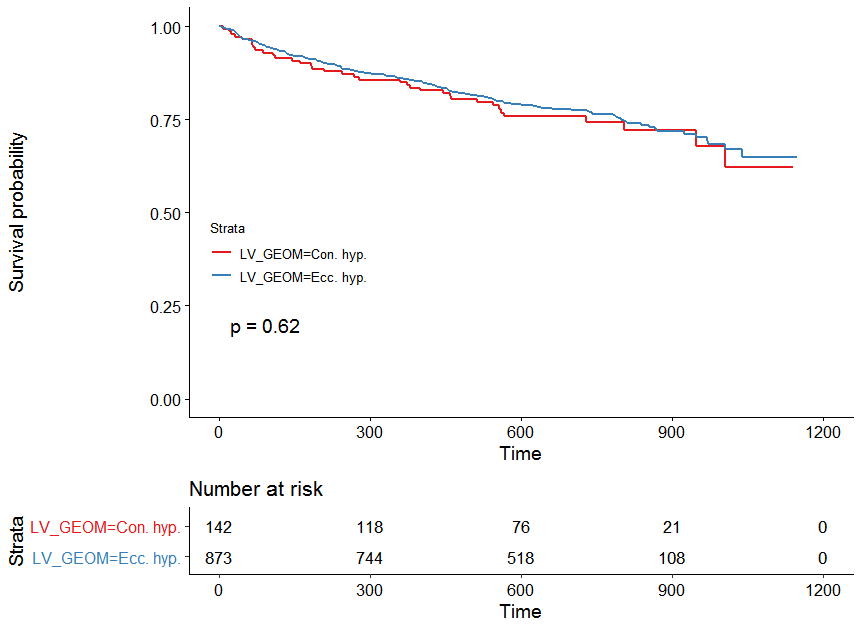 1.00
0.75
0.50
0.25
0.00
Survival probability
Strata
LV_GEOM=Con. hyp.
LV_GEOM=Ecc. hyp.
p = 0.62
0 300 600 900 1200
Time
Number at risk
Strata
LV_GEOM=Con. hyp. 142 118 76 21 0
LV_GEOM=Ecc. hyp. 873 744 518 108 0
0 300 600 900 1200
Time